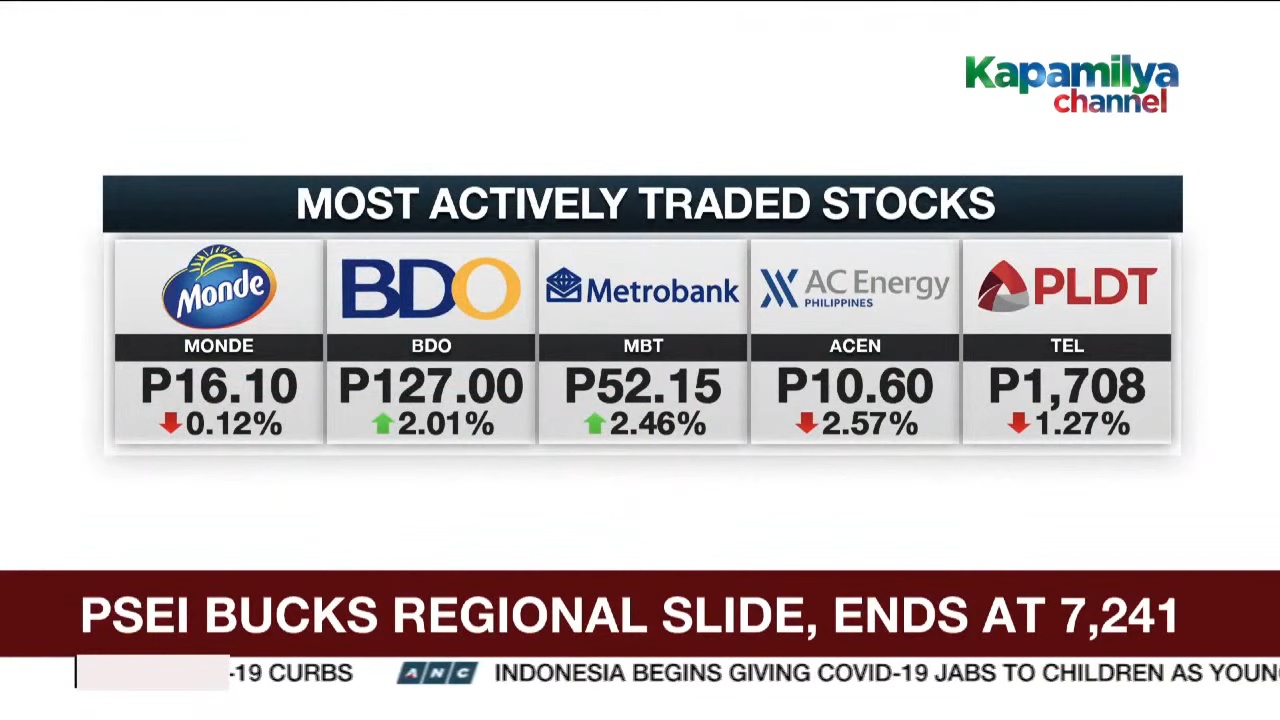 Kapamilya
channel
MOST ACTIVELY TRADED STOCKS
Monde BDO Metrobank AC Energy PHILIPPINES PLDT
MONDE BDO MBT ACEN TEL
P16.10 P127.00 P52.15 P10.60 P1,708
0.12% 2.01% 2.46% 2.57% 1.27%
PSEI BUCKS REGIONAL SLIDE, ENDS AT 7,241
-19 CURBS ANC INDONESIA BEGINS GIVING COVID-19 JABS TO CHILDREN AS YOUN